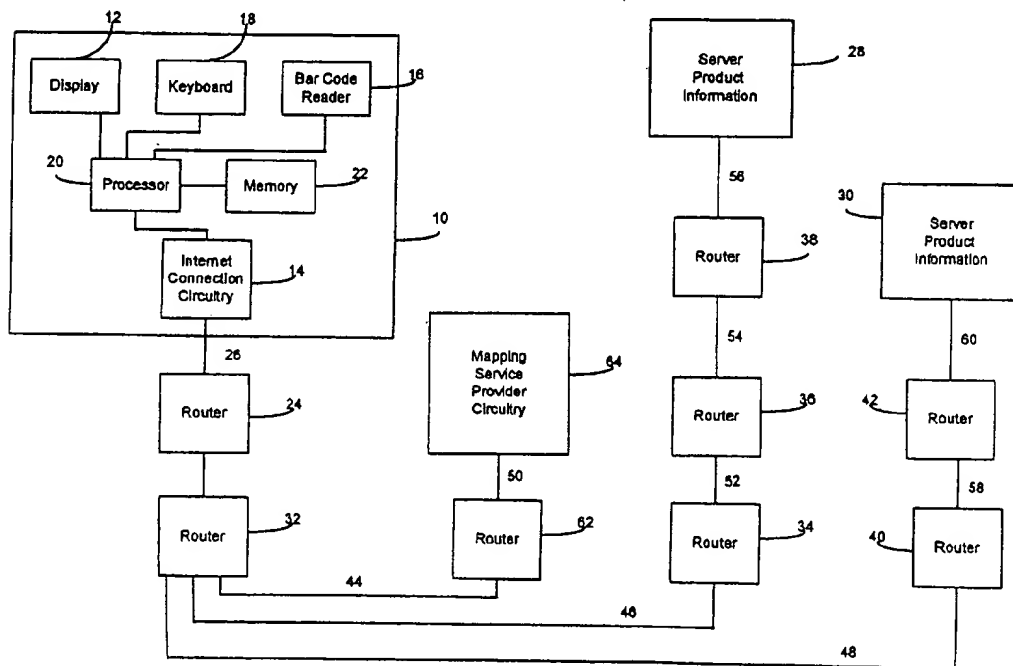 12
18
Display
Keyboard
Bar Code
Reader
16
20
Processor
Memory
22
10
Internet
Connection
Circuitry
14
26
Router
24
Router
32
Mapping
Service
Provider
Circuitry
64
50
Router
62
44
46
48
Server
Product
Information
28
56
Router
38
54
Router
36
52
Router
34
30
Server
Product
Information
60
42
Router
58
40
Router